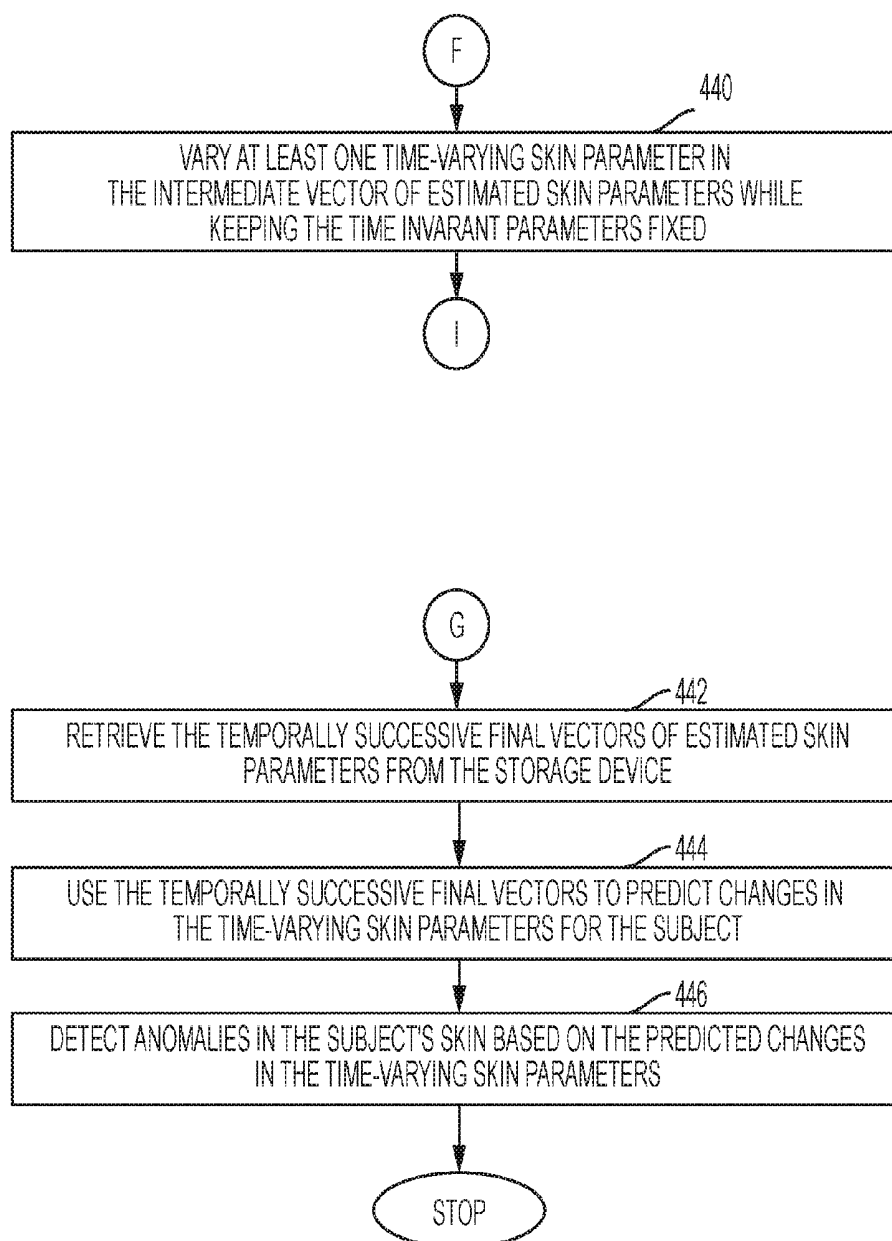 F
440
VARY AT LEAST ONE TIME-VARYING SKIN PARAMETER IN
THE INTERMEDIATE VECTOR OF ESTIMATED SKIN PARAMETERS WHILE
KEEPING THE TIME INVARANT PARAMETERS FIXED
I
G
442
RETRIEVE THE TEMPORALLY SUCCESSIVE FINAL VECTORS OF ESTIMATED SKIN
PARAMETERS FROM THE STORAGE DEVICE
444
USE THE TEMPORALLY SUCCESSIVE FINAL VECTORS TO PREDICT CHANGES IN
THE TIME-VARYING SKIN PARAMETERS FOR THE SUBJECT
446
DETECT ANOMALIES IN THE SUBJECT'S SKIN BASED ON THE PREDICTED CHANGES
IN THE TIME-VARYING SKIN PARAMETERS
STOP